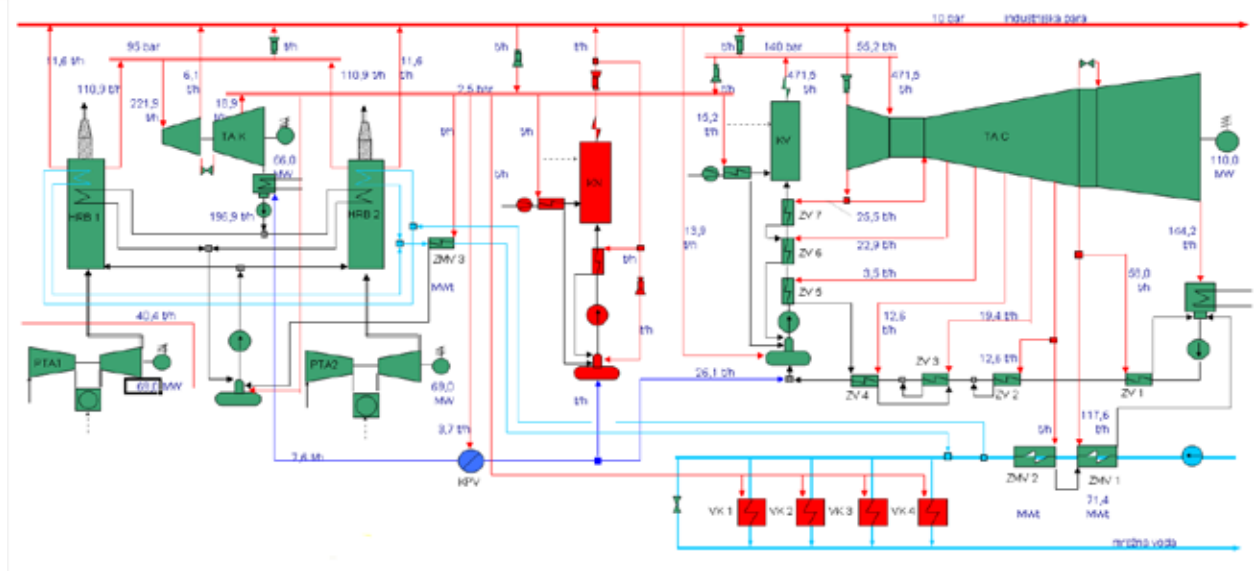 10 bar industrijska para
95 bar
t/h
t/h
t/h
t/h
140 bar
55,2 t/h
11,6 t/h
6,1
t/h
110,9 t/h
11,6
t/h
471,5
t/h
471,5
t/h
110,9 t/h
221,9
t/h
18,9
t/h
2,5 bar
15,2
t/h
TA K
TA C
KV
KV
66,0
MW
110,0
MW
t/h
t/h
t/h
HRB 1
HRB 2
196,9 t/h
ZV 7
25,5 t/h
ZMV 3
MWt
t/h
13,9
t/h
ZV 6
22,9 t/h
144,2
t/h
ZV 5
3,5 t/h
58,0
t/h
40,4 t/h
t/h
12,6
t/h
19,4 t/h
PTA1
PTA2
69,0 MW
69,0
MW
ZV 3
12,6 t/h
26,1 t/h
ZV 4
ZV 2
ZV 1
t/h
117,6
t/h
3,7 t/h
7,6 t/h
KPV
ZMV 2
ZMV 1
71,4
MWt
MWt
VK 1
VK 2
VK 3
VK 4
mrežna voda